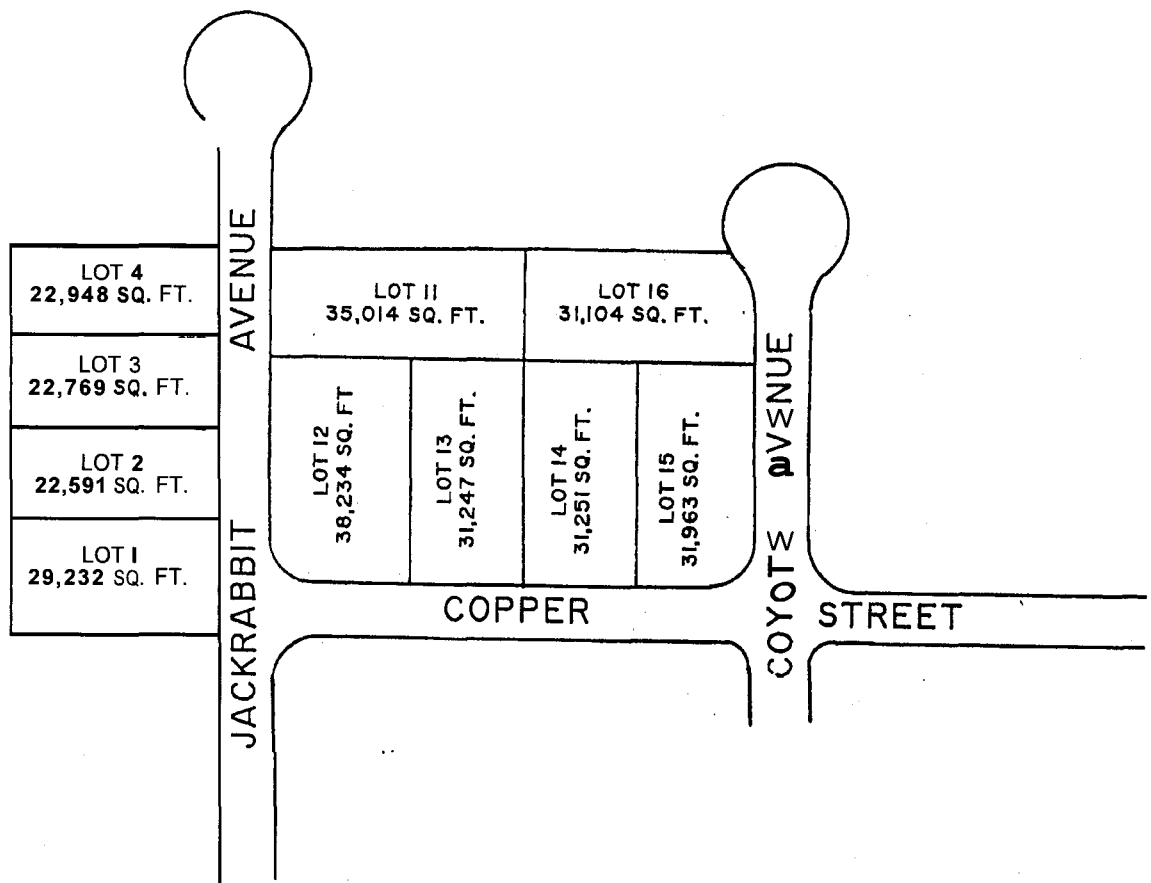 LOT 4
22,948 SQ. FT.
LOT 3
22,769 SQ. FT.
LOT 2
22,591 SQ. FT.
LOT 1
29,232 SQ. FT.
JACKRABBIT AVENUE
LOT 11
35,014 SQ. FT.
LOT 16
31,104 SQ. FT.
LOT 12
38,234 SQ. FT
LOT 13
31,247 SQ. FT.
LOT 14
31,251 SQ. FT.
LOT 15
31,963 SQ. FT.
COPPER STREET
COYOTE AVENUE